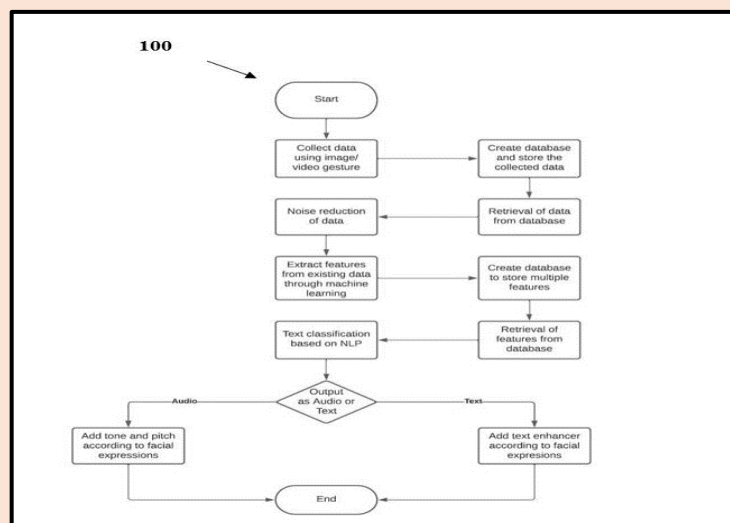 100
Start
Collect data
using image/
video gesture
Create database
and store the
collected data
Noise reduction
of data
Retrieval of data
from database
Extract features
from existing data
through machine
learning
Create database
to store multiple
features
Text classification
based on NLP
Retrieval of
features from
database
Output
as Audio or
Text
Audio
Text
Add tone and pitch
according to facial
expressions
Add text enhancer
according to facial
expresions
End